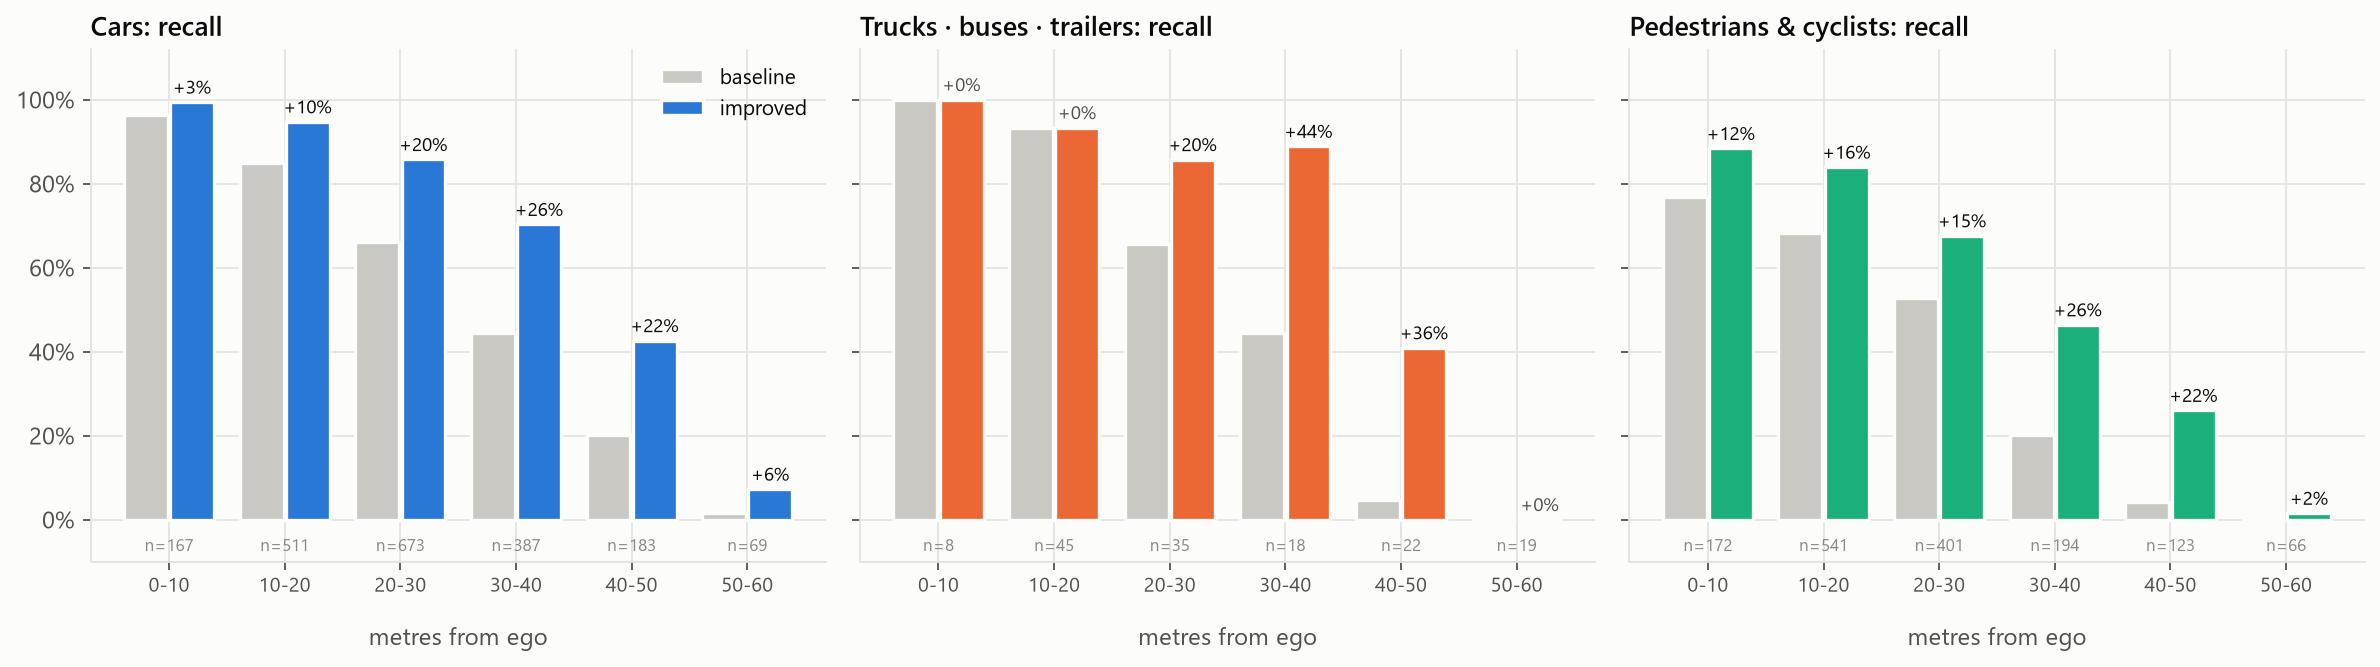 Cars: recall
baseline
improved
100%
80%
60%
40%
20%
0%
+3%
+10%
+20%
+26%
+22%
+6%
n=167
n=511
n=673
n=387
n=183
n=69
0-10
10-20
20-30
30-40
40-50
50-60
metres from ego
Trucks · buses · trailers: recall
+0%
+0%
+20%
+44%
+36%
+0%
n=8
n=45
n=35
n=18
n=22
n=19
0-10
10-20
20-30
30-40
40-50
50-60
metres from ego
Pedestrians & cyclists: recall
+12%
+16%
+15%
+26%
+22%
+2%
n=172
n=541
n=401
n=194
n=123
n=66
0-10
10-20
20-30
30-40
40-50
50-60
metres from ego